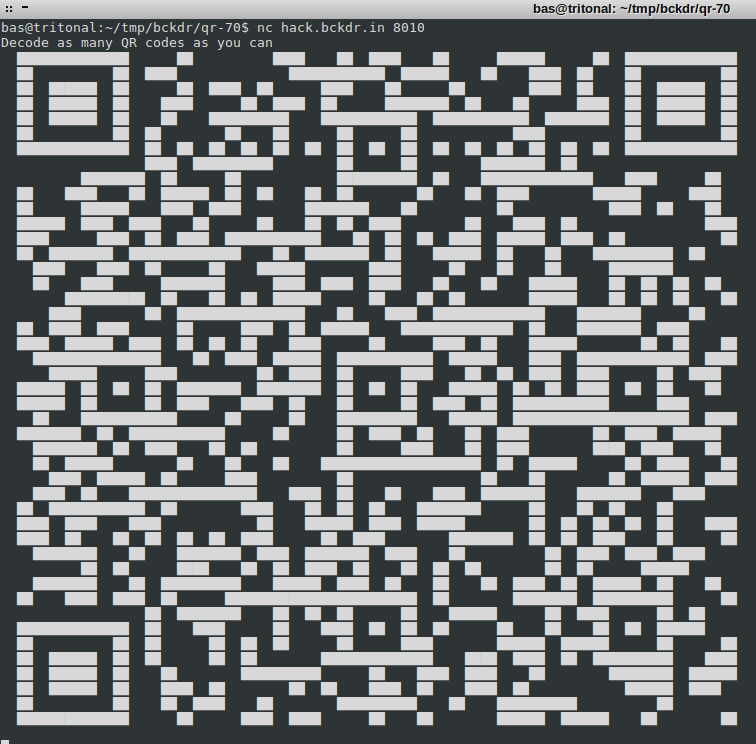 bas@tritonal: ~/tmp/bckdr/qr-70
bas@tritonal:~/tmp/bckdr/qr-70$ nc hack.bckdr.in 8010
Decode as many QR codes as you can